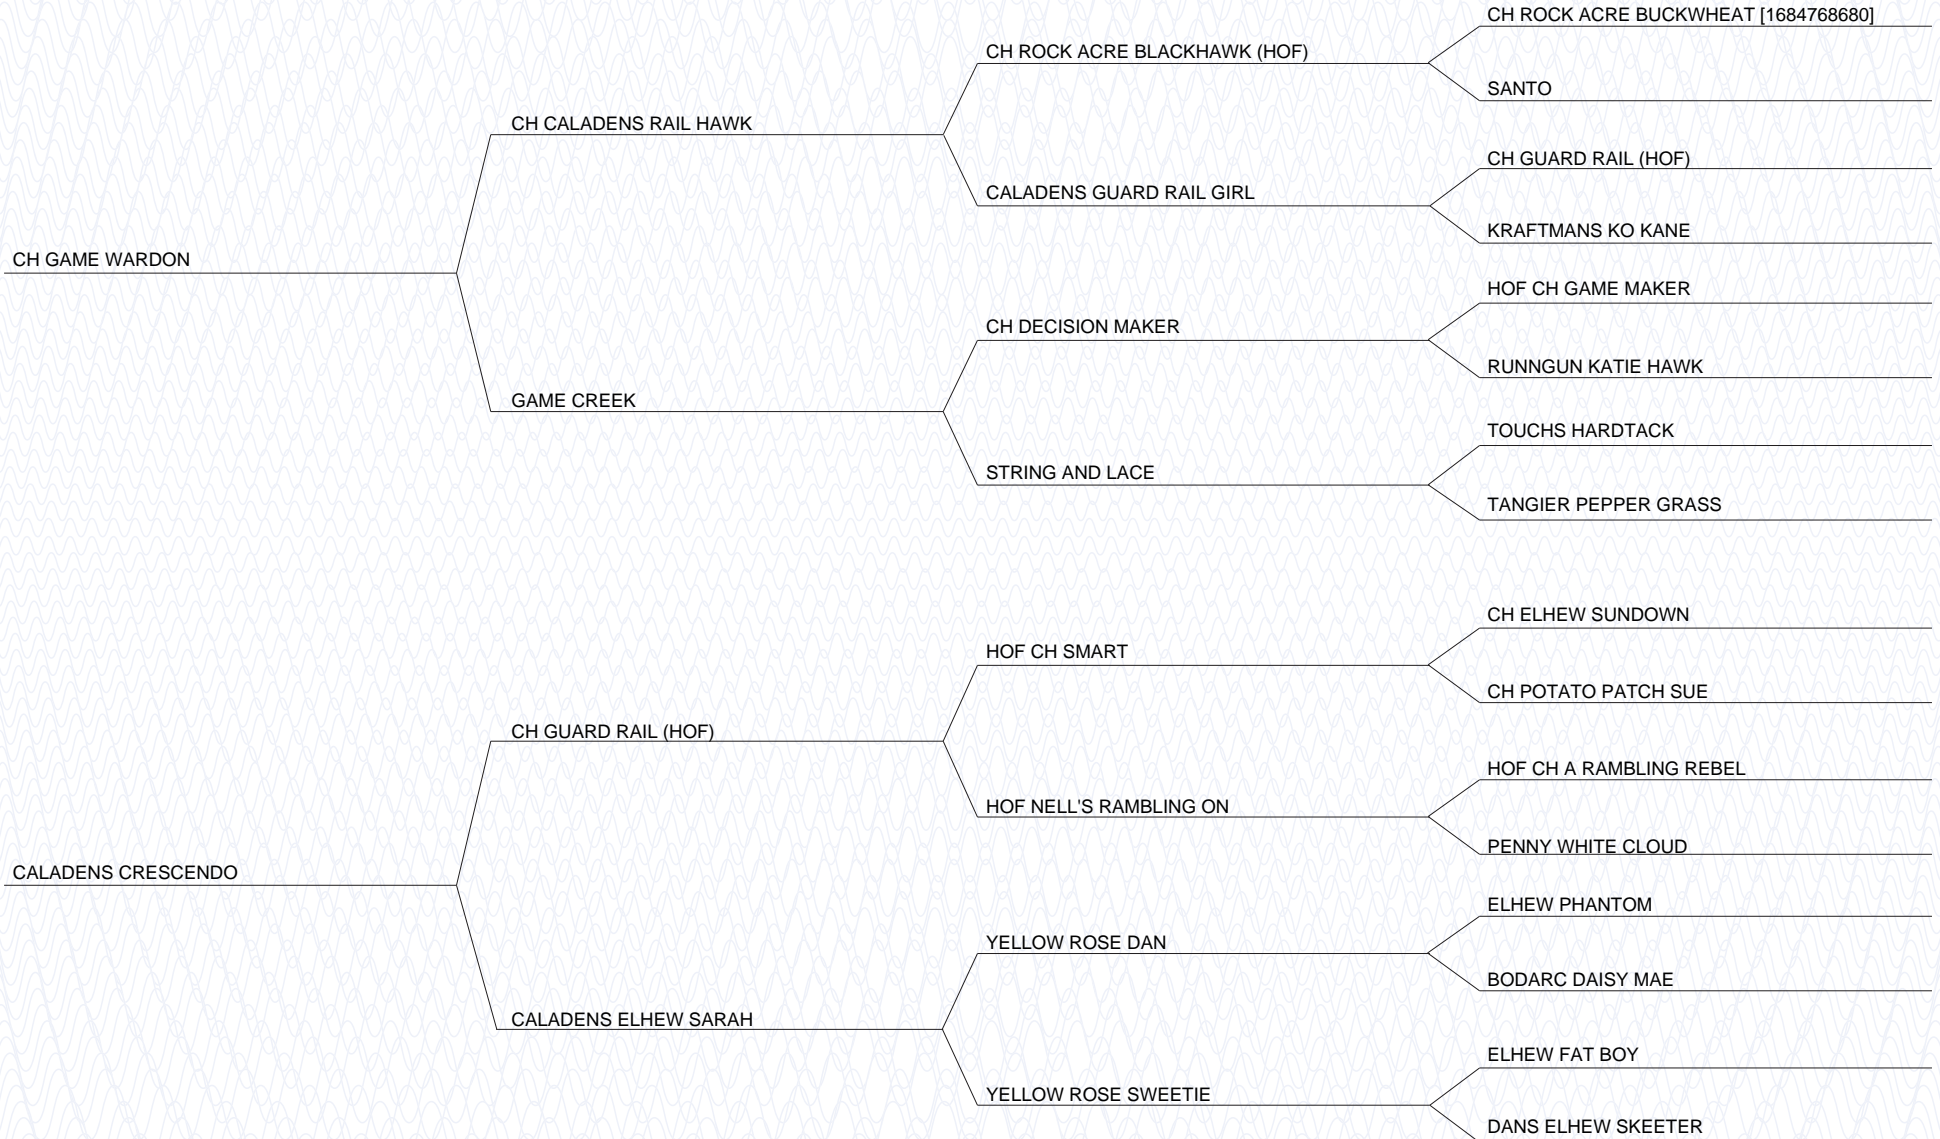 CH ROCK ACRE BUCKWHEAT [1684768680]
CH ROCK ACRE BLACKHAWK (HOF)
SANTO
CH CALADENS RAIL HAWK
CH GUARD RAIL (HOF)
CALADENS GUARD RAIL GIRL
KRAFTMANS KO KANE
CH GAME WARDON
HOF CH GAME MAKER
CH DECISION MAKER
RUNNGUN KATIE HAWK
GAME CREEK
TOUCHS HARDTACK
STRING AND LACE
TANGIER PEPPER GRASS
CH ELHEW SUNDOWN
HOF CH SMART
CH POTATO PATCH SUE
CH GUARD RAIL (HOF)
HOF CH A RAMBLING REBEL
HOF NELL'S RAMBLING ON
PENNY WHITE CLOUD
CALADENS CRESCENDO
ELHEW PHANTOM
YELLOW ROSE DAN
BODARC DAISY MAE
CALADENS ELHEW SARAH
ELHEW FAT BOY
YELLOW ROSE SWEETIE
DANS ELHEW SKEETER